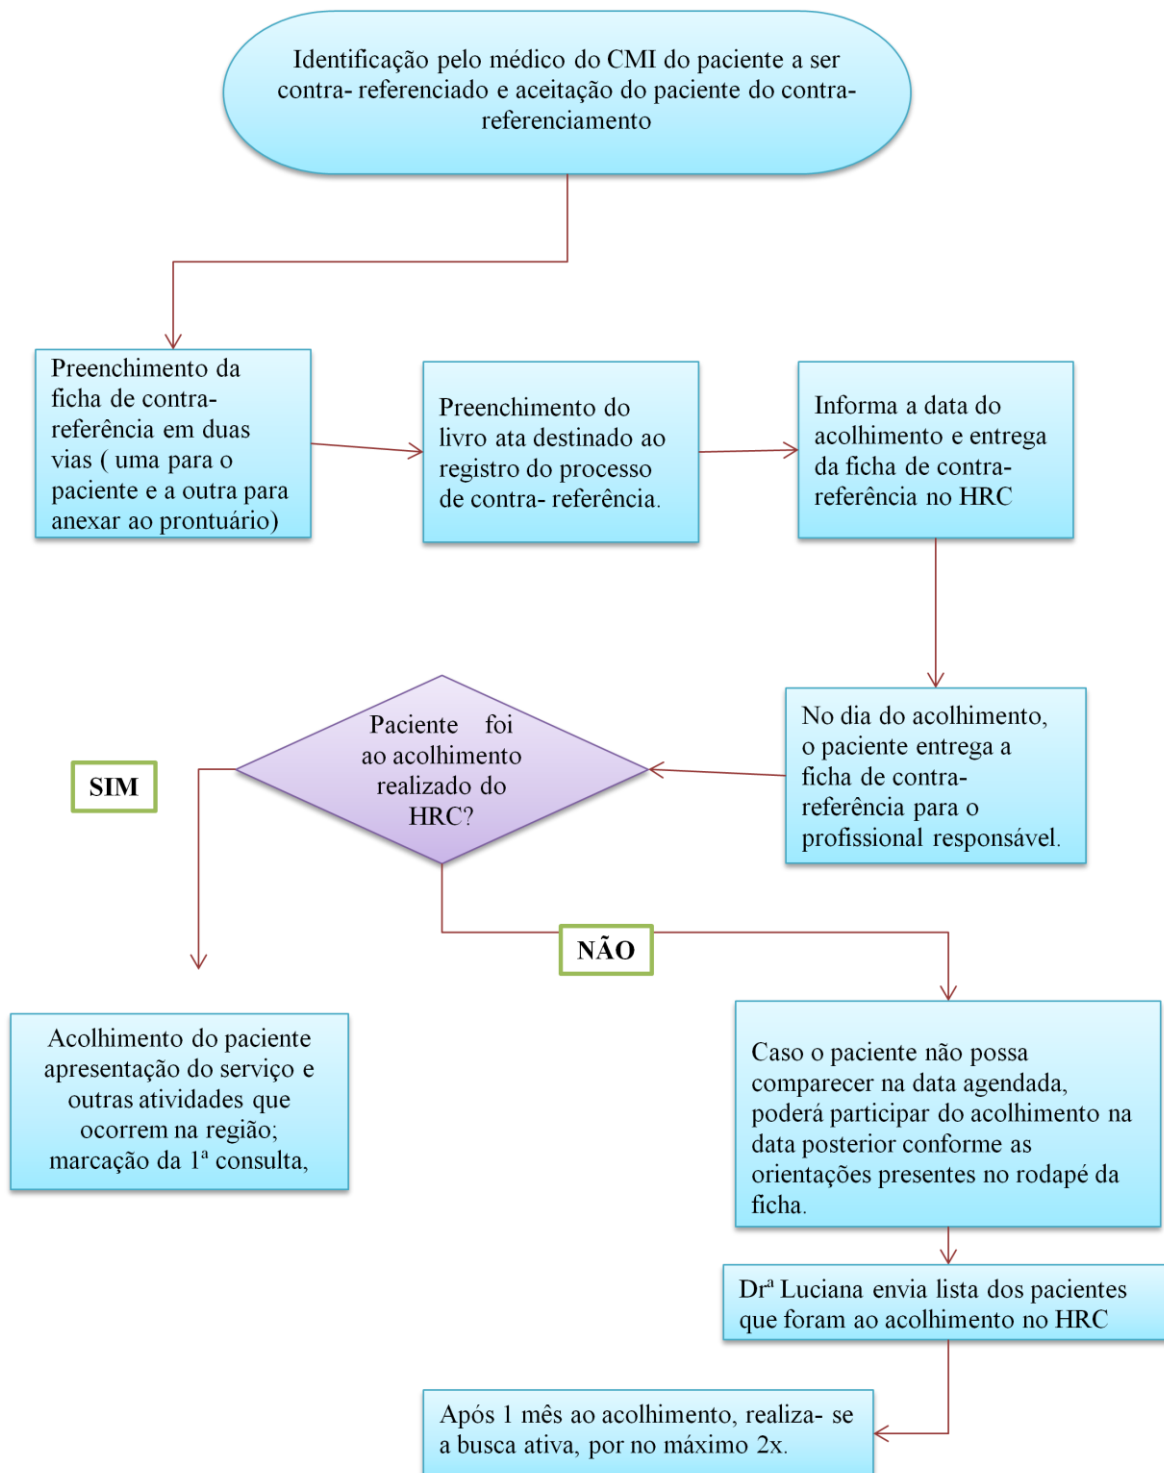 Identificação pelo médico do CMI do paciente a ser
contra- referenciado e aceitação do paciente do contra-
referenciamento
Preenchimento da
ficha de contra-
referência em duas
vias ( uma para o
paciente e a outra para
anexar ao prontuário)
Preenchimento do
livro ata destinado ao
registro do processo
de contra- referência.
Informa a data do
acolhimento e entrega
da ficha de contra-
referência no HRC
No dia do acolhimento,
o paciente entrega a
ficha de contra-
referência para o
profissional responsável.
Paciente foi
ao acolhimento
realizado do
HRC?
SIM
NÃO
Acolhimento do paciente
apresentação do serviço e
outras atividades que
ocorrem na região;
marcação da 1ª consulta,
Caso o paciente não possa
comparecer na data agendada,
poderá participar do acolhimento na
data posterior conforme as
orientações presentes no rodapé da
ficha.
Drª Luciana envia lista dos pacientes
que foram ao acolhimento no HRC
Após 1 mês ao acolhimento, realiza- se
a busca ativa, por no máximo 2x.